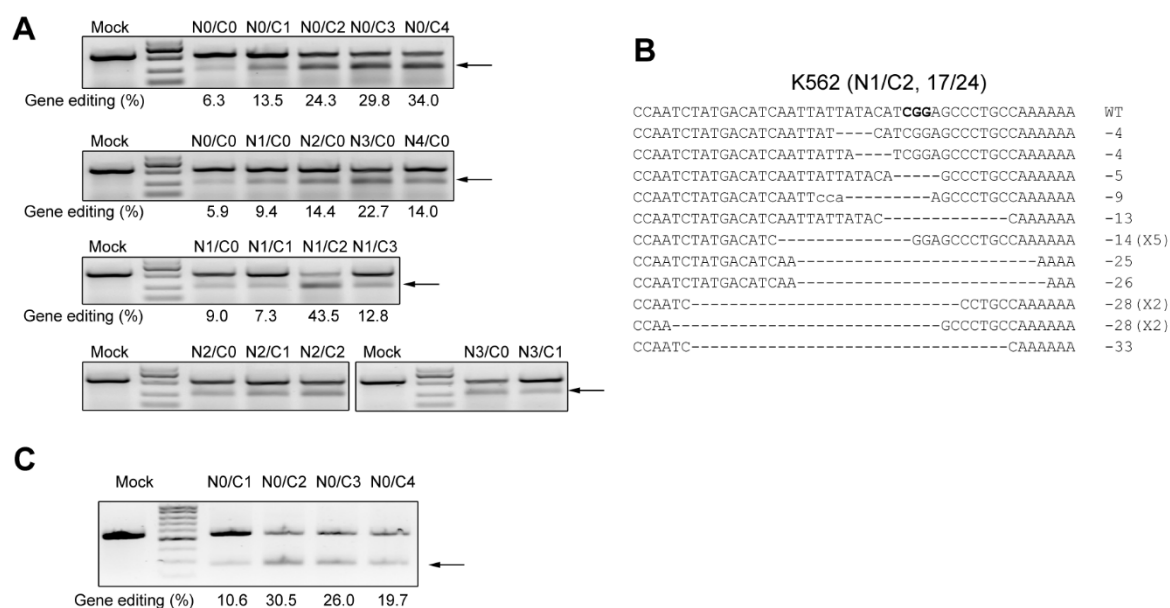 A
Mock N0/C0 N0/C1 N0/C2 N0/C3 N0/C4
Gene editing (%) 6.3 13.5 24.3 29.8 34.0
Mock N0/C0 N1/C0 N2/C0 N3/C0 N4/C0
Gene editing (%) 5.9 9.4 14.4 22.7 14.0
Mock N1/C0 N1/C1 N1/C2 N1/C3
Gene editing (%) 9.0 7.3 43.5 12.8
Mock N2/C0 N2/C1 N2/C2 Mock N3/C0 N3/C1
B
K562 (N1/C2, 17/24)
CCAATCTATGACATCAATTATTATACATCGGAGCCCTGCCAAAAAA WT
CCAATCTATGACATCAATTATTAT----CATCGGAGCCCTGCCAAAAAA -4
CCAATCTATGACATCAATTATTA----TCGGAGCCCTGCCAAAAAA -4
CCAATCTATGACATCAATTATTATACA-----GCCCTGCCAAAAAA -5
CCAATCTATGACATCAATTcca---------AGCCCTGCCAAAAAA -9
CCAATCTATGACATCAATTATTATAC-------------CAAAAAA -13
CCAATCTATGACATC--------------GGAGCCCTGCCAAAAAA -14(X5)
CCAATCTATGACATCAA-------------------------AAAA -25
CCAATCTATGACATCAA--------------------------AAA -26
CCAATC----------------------------CCTGCCAAAAAA -28(X2)
CCAA----------------------------GCCCTGCCAAAAAA -28(X2)
CCAATC---------------------------------CAAAAAA -33
C
Mock N0/C1 N0/C2 N0/C3 N0/C4
Gene editing (%) 10.6 30.5 26.0 19.7